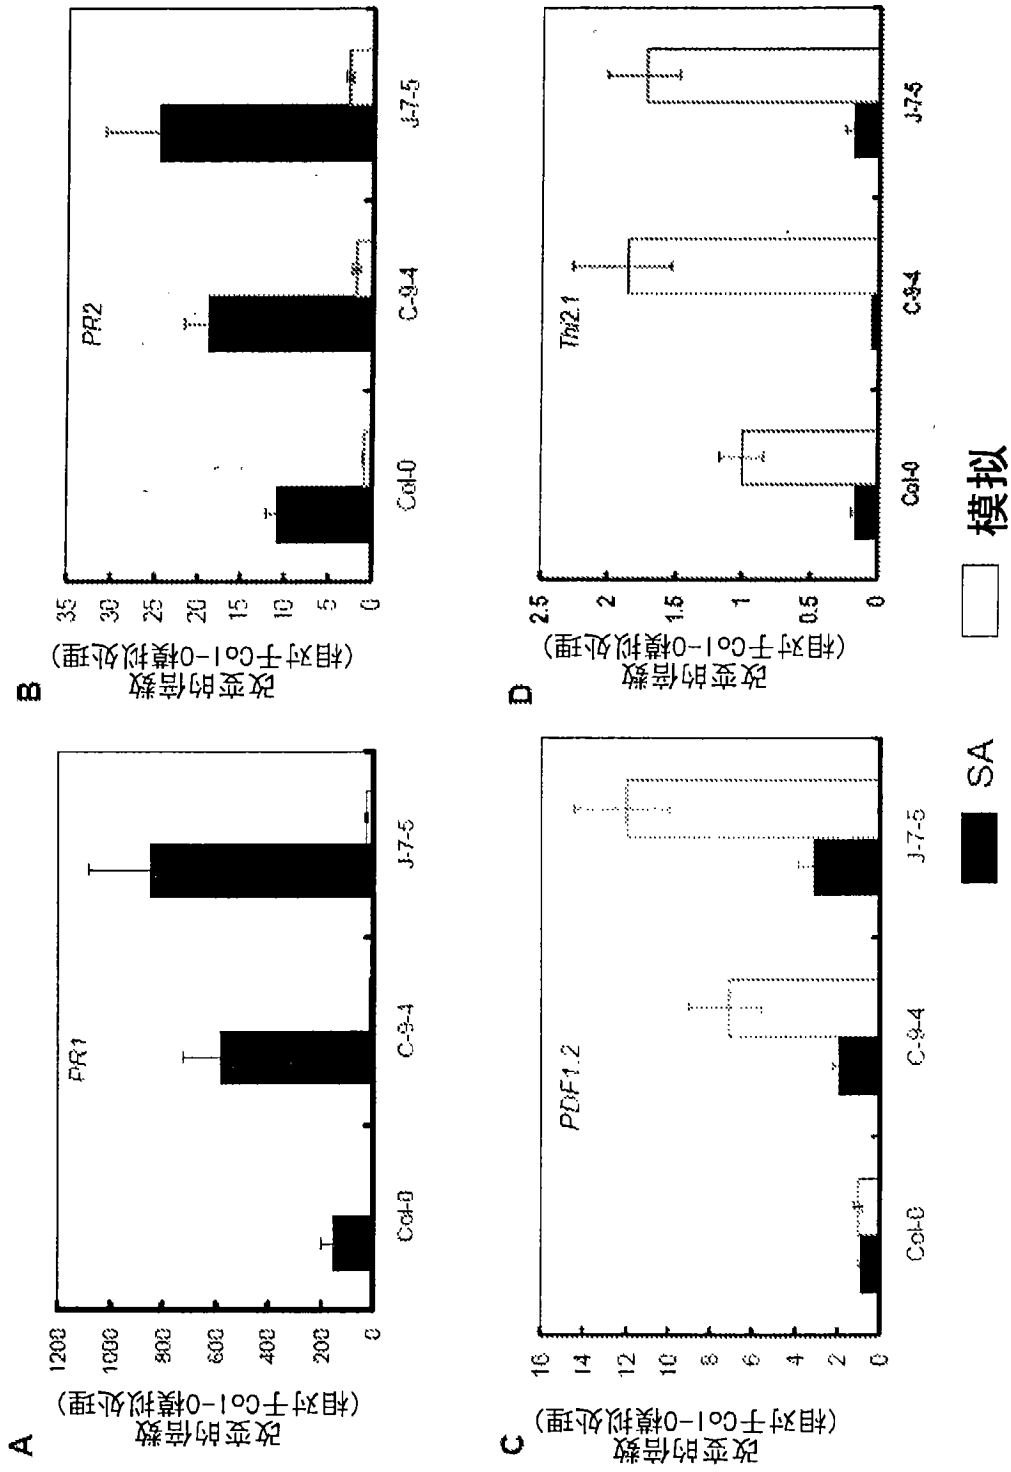 A
改变的倍数
(相对于Col-0模拟处理)
1200
1000
800
600
400
200
0
PR1
Col-0
C-9-4
J-7-5
B
改变的倍数
(相对于Col-0模拟处理)
35
30
25
20
15
10
5
0
PR2
Col-0
C-9-4
J-7-5
C
改变的倍数
(相对于Col-0模拟处理)
16
14
12
10
8
6
4
2
0
PDF1.2
Col-0
C-9-4
J-7-5
D
改变的倍数
(相对于Col-0模拟处理)
2.5
2
1.5
1
0.5
0
Thi2.1
Col-0
C-9-4
J-7-5
SA
模拟